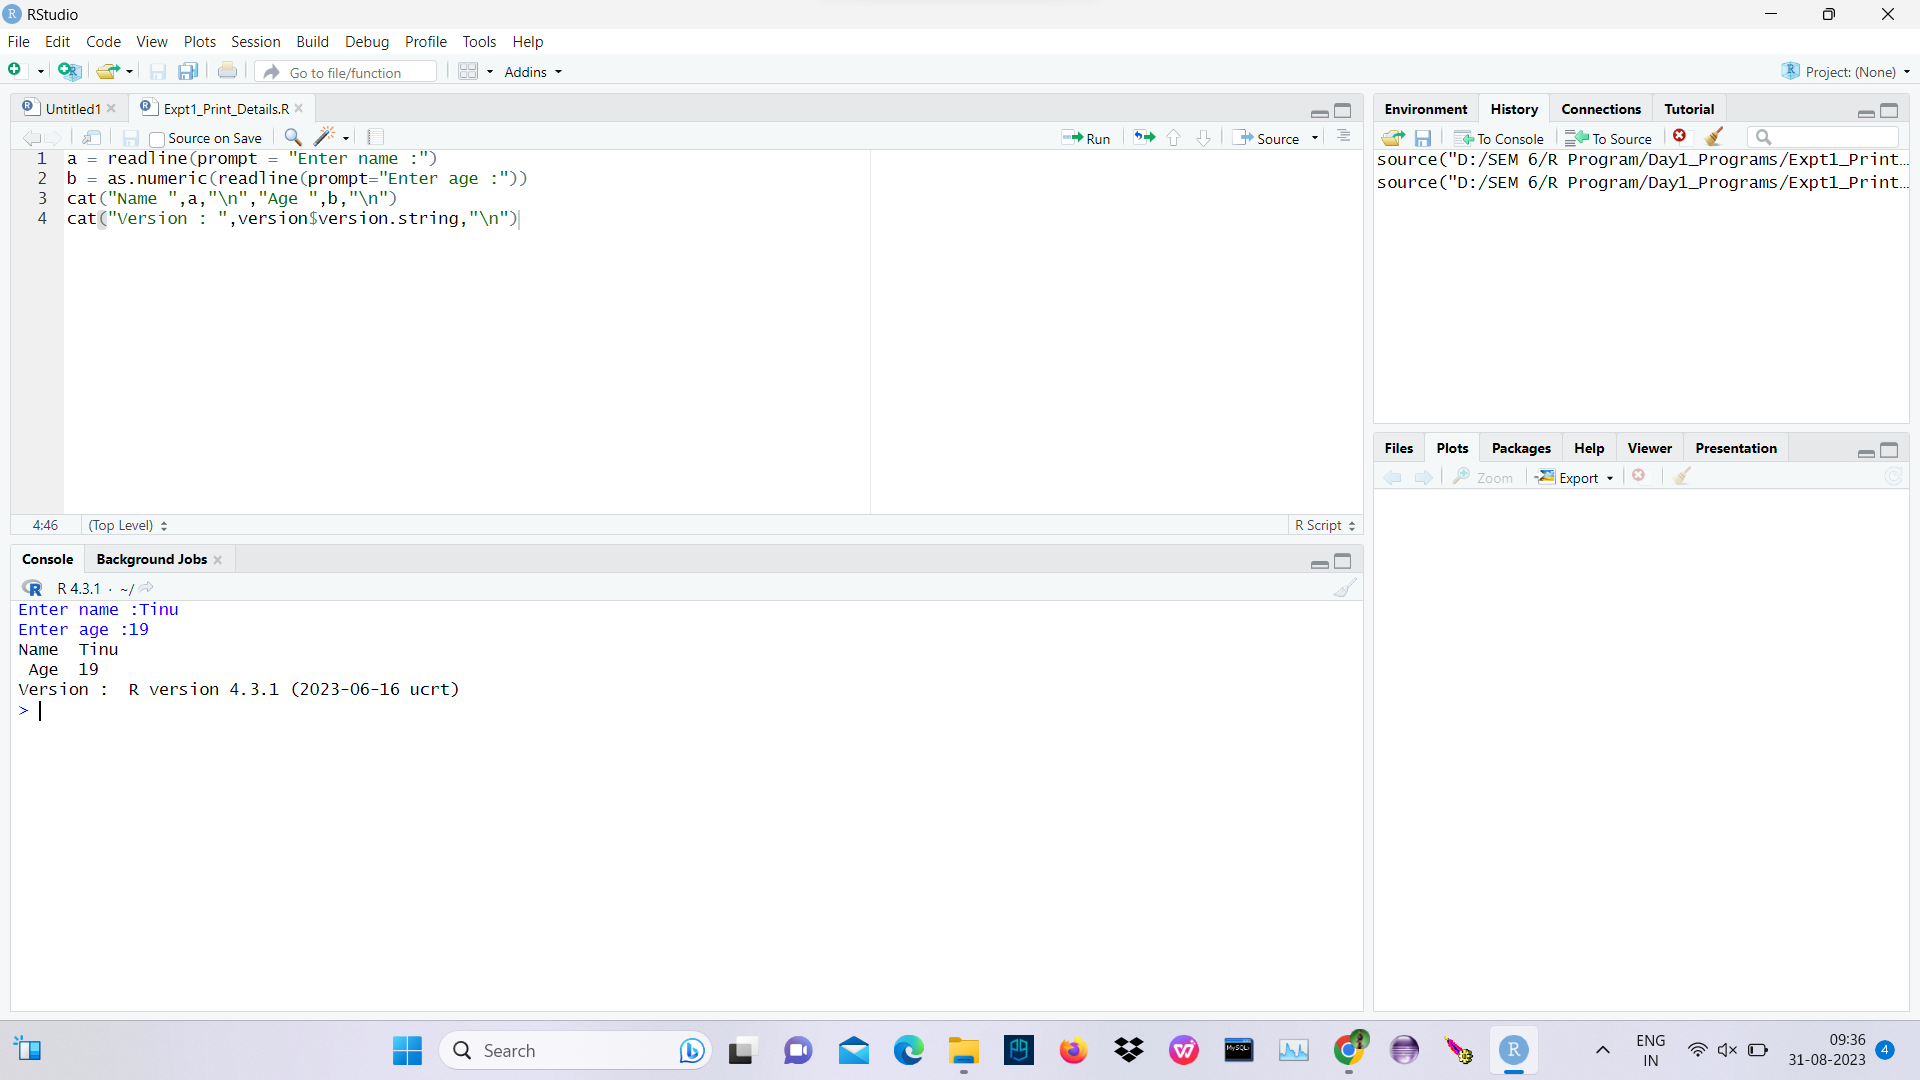 RStudio
File Edit Code View Plots Session Build Debug Profile Tools Help
Go to file/function Addins Project: (None)
Untitled1 Expt1_Print_Details.R
Source on Save Run Source
1 a = readline(prompt = "Enter name :")
2 b = as.numeric(readline(prompt="Enter age :"))
3 cat("Name ",a,"\n","Age ",b,"\n")
4 cat("Version : ",version$version.string,"\n")
4:46 (Top Level) R Script
Console Background Jobs
R 4.3.1 · ~/
Enter name :Tinu
Enter age :19
Name  Tinu
 Age  19
Version :  R version 4.3.1 (2023-06-16 ucrt)
>
Environment History Connections Tutorial
To Console To Source
source("D:/SEM 6/R Program/Day1_Programs/Expt1_Print...
source("D:/SEM 6/R Program/Day1_Programs/Expt1_Print...
Files Plots Packages Help Viewer Presentation
Zoom Export
Search
MySQL
ENG
IN
09:36
31-08-2023
4